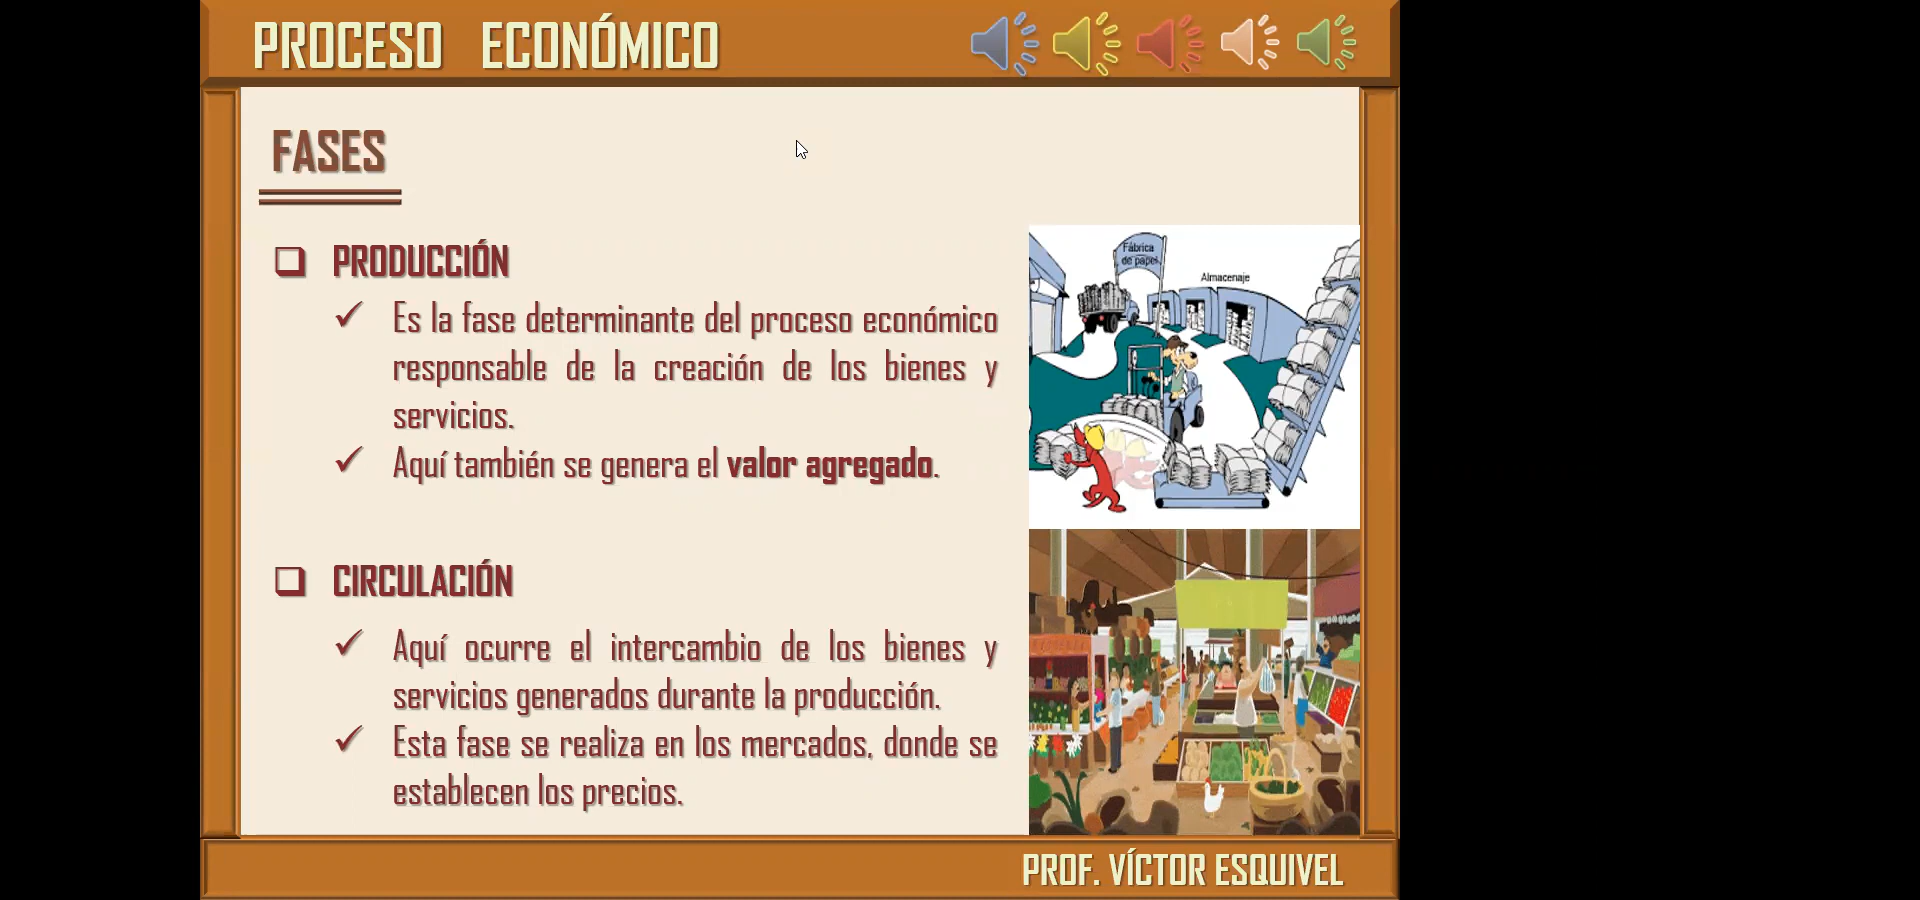 PROCESO ECONÓMICO
FASES
PRODUCCIÓN
Es la fase determinante del proceso económico
responsable de la creación de los bienes y
servicios.
Aquí también se genera el valor agregado.
Fábrica
de papel
Almacenaje
CIRCULACIÓN
Aquí ocurre el intercambio de los bienes y
servicios generados durante la producción.
Esta fase se realiza en los mercados, donde se
establecen los precios.
PROF. VÍCTOR ESQUIVEL